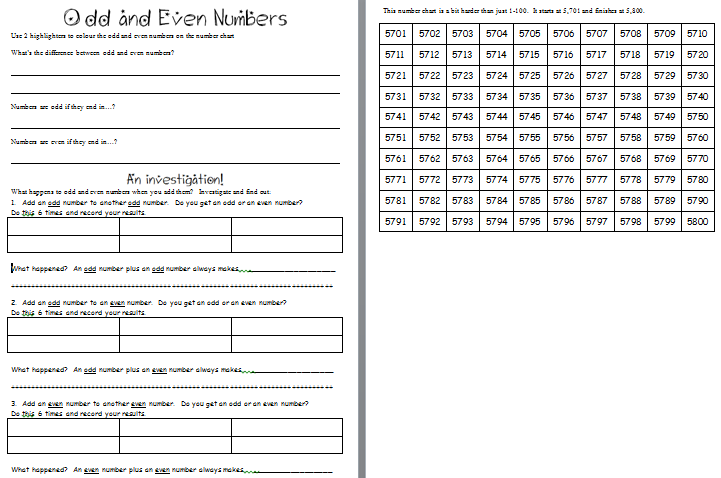 Odd and Even Numbers
Use 2 highlighters to colour the odd and even numbers on the number chart
What's the difference between odd and even numbers?
Numbers are odd if they end in...?
Numbers are even if they end in...?
An investigation!
What happens to odd and even numbers when you add them? Investigate and find out.
1. Add an odd number to another odd number. Do you get an odd or an even number?
Do this 6 times and record your results.
What happened? An odd number plus an odd number always makes
2. Add an odd number to an even number. Do you get an odd or an even number?
Do this 6 times and record your results.
What happened? An odd number plus an even number always makes
3. Add an even number to another even number. Do you get an odd or an even number?
Do this 6 times and record your results.
What happened? An even number plus an even number always makes
This number chart is a bit harder than just 1-100. It starts at 5,701 and finishes at 5,800.
5701 5702 5703 5704 5705 5706 5707 5708 5709 5710
5711 5712 5713 5714 5715 5716 5717 5718 5719 5720
5721 5722 5723 5724 5725 5726 5727 5728 5729 5730
5731 5732 5733 5734 5735 5736 5737 5738 5739 5740
5741 5742 5743 5744 5745 5746 5747 5748 5749 5750
5751 5752 5753 5754 5755 5756 5757 5758 5759 5760
5761 5762 5763 5764 5765 5766 5767 5768 5769 5770
5771 5772 5773 5774 5775 5776 5777 5778 5779 5780
5781 5782 5783 5784 5785 5786 5787 5788 5789 5790
5791 5792 5793 5794 5795 5796 5797 5798 5799 5800